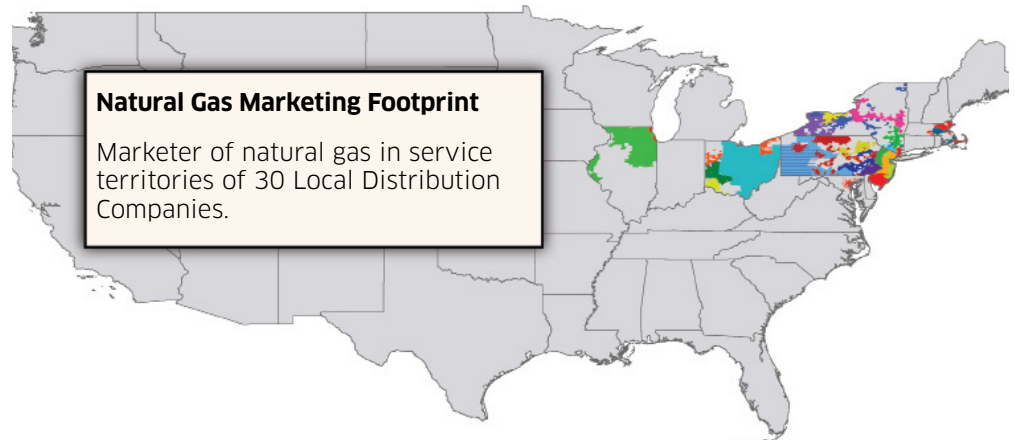 Natural Gas Marketing Footprint
Marketer of natural gas in service
territories of 30 Local Distribution
Companies.